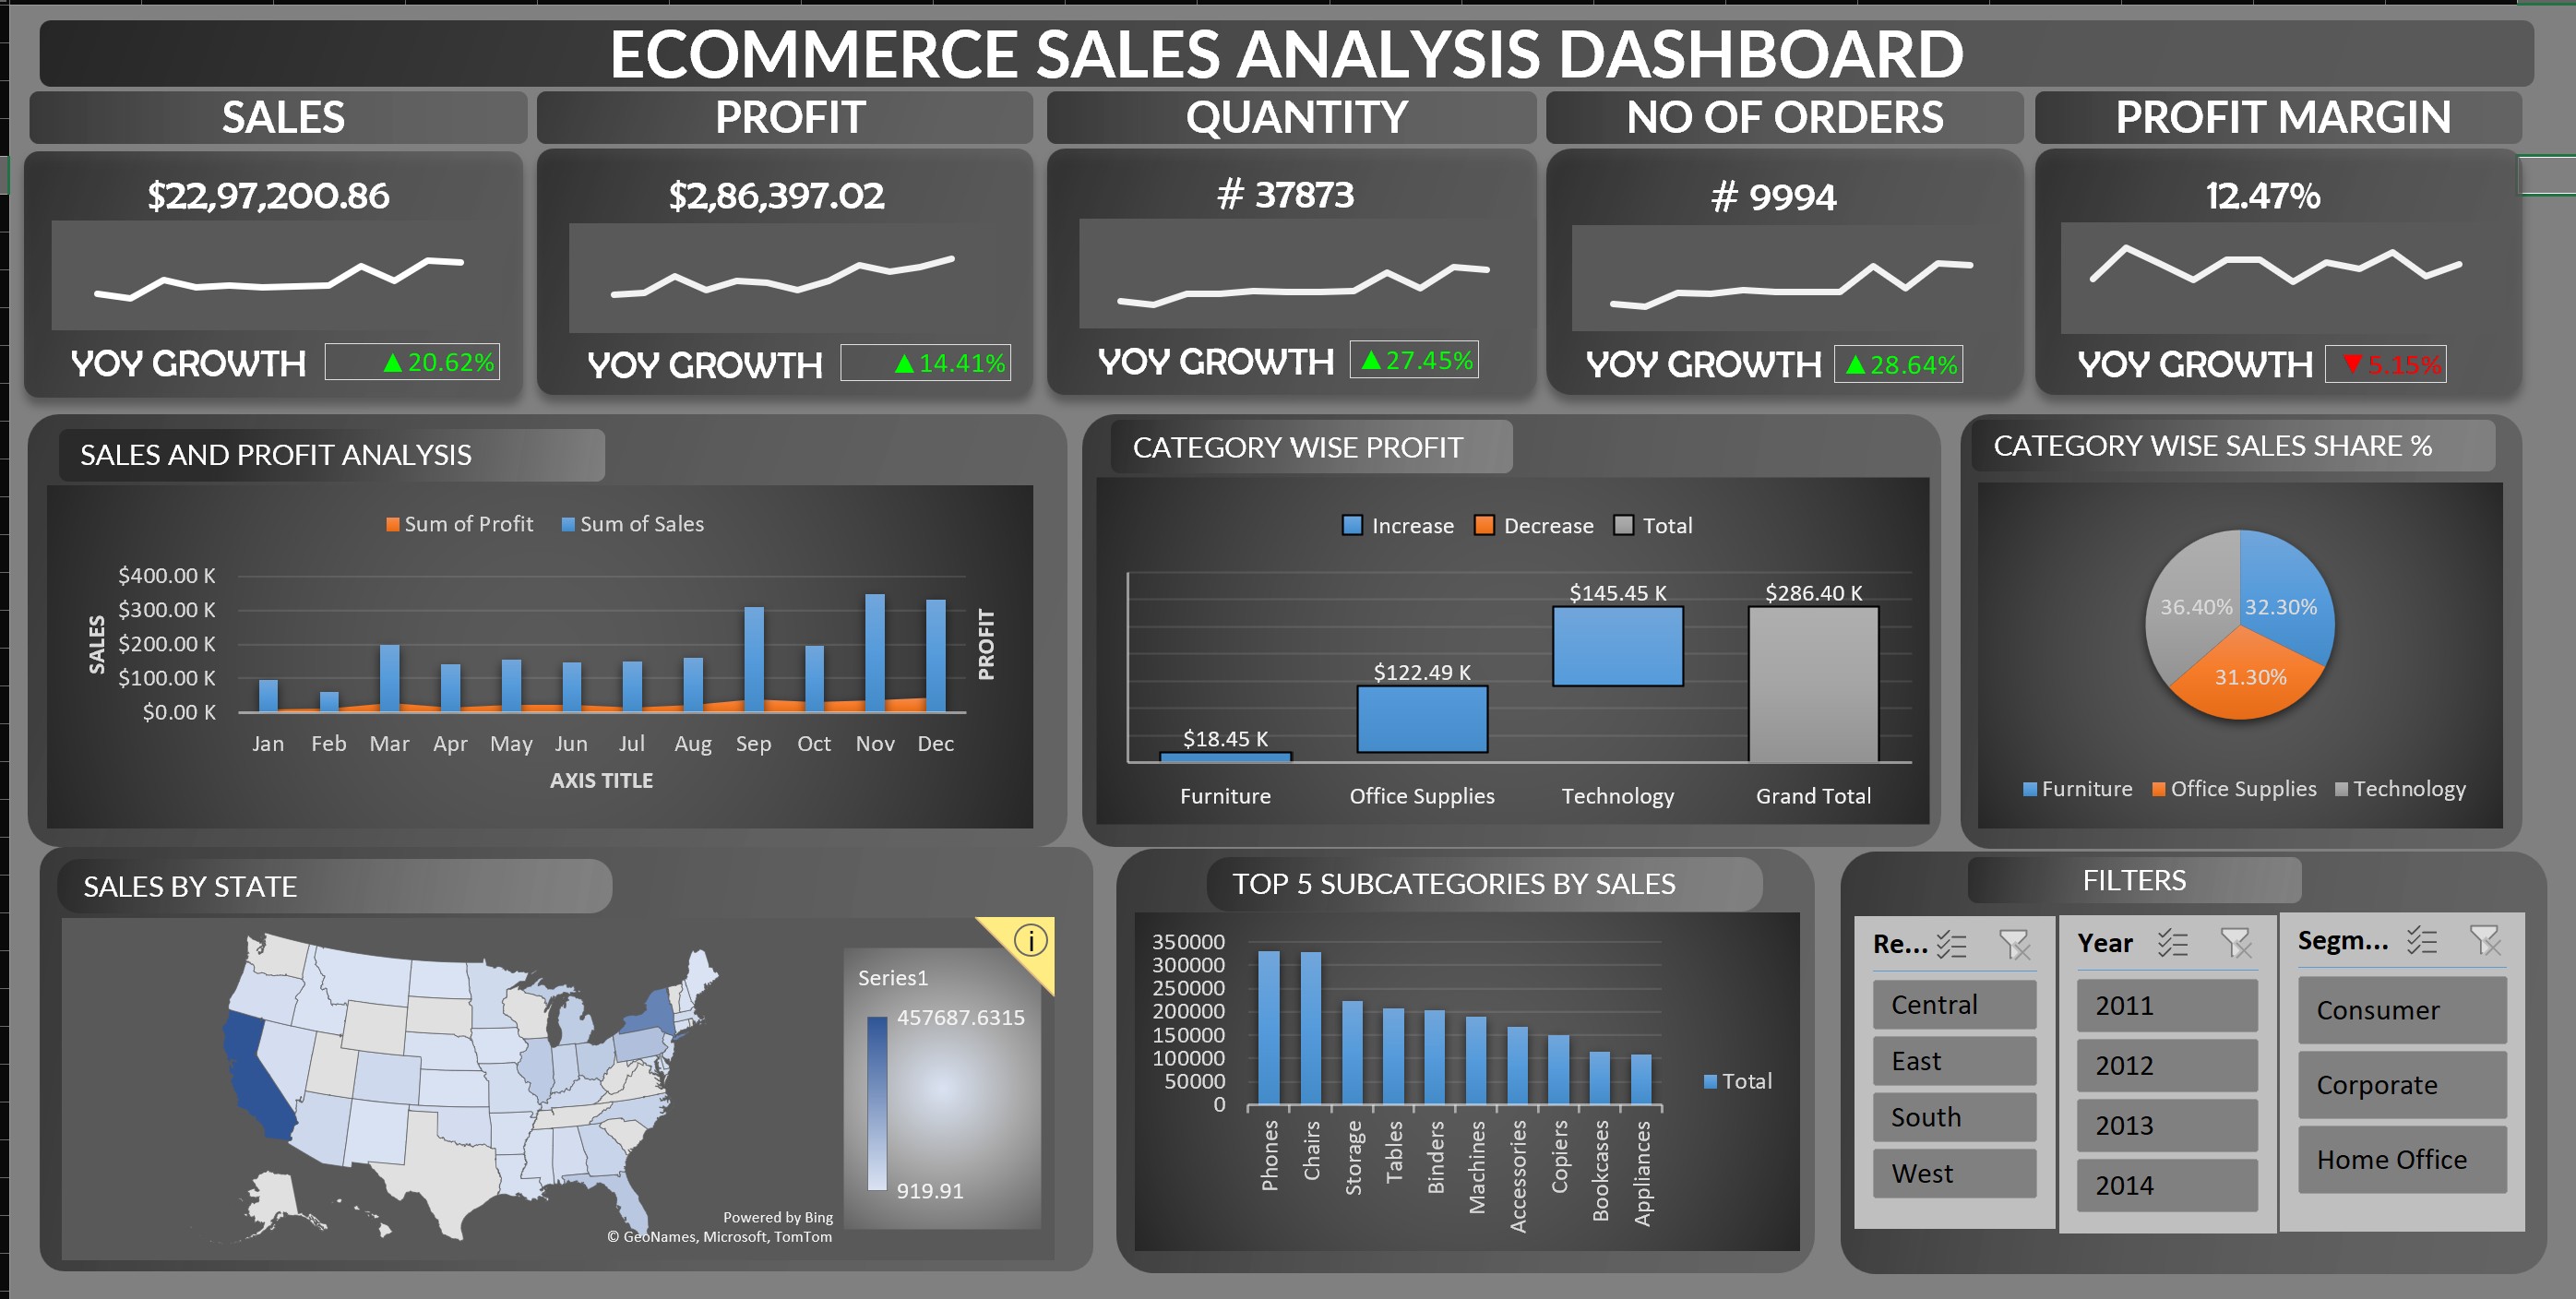 ECOMMERCE SALES ANALYSIS DASHBOARD
SALES
PROFIT
QUANTITY
NO OF ORDERS
PROFIT MARGIN
$22,97,200.86
$2,86,397.02
# 37873
# 9994
12.47%
YOY GROWTH ▲20.62%
YOY GROWTH ▲14.41%
YOY GROWTH ▲27.45%
YOY GROWTH ▲28.64%
YOY GROWTH ▼5.15%
SALES AND PROFIT ANALYSIS
Sum of Profit Sum of Sales
SALES
$400.00 K
$300.00 K
$200.00 K
$100.00 K
$0.00 K
PROFIT
Jan Feb Mar Apr May Jun Jul Aug Sep Oct Nov Dec
AXIS TITLE
CATEGORY WISE PROFIT
Increase Decrease Total
$18.45 K
$122.49 K
$145.45 K
$286.40 K
Furniture Office Supplies Technology Grand Total
CATEGORY WISE SALES SHARE %
36.40% 32.30%
31.30%
Furniture Office Supplies Technology
SALES BY STATE
Series1
457687.6315
919.91
Powered by Bing
© GeoNames, Microsoft, TomTom
TOP 5 SUBCATEGORIES BY SALES
350000
300000
250000
200000
150000
100000
50000
0
Phones
Chairs
Storage
Tables
Binders
Machines
Accessories
Copiers
Bookcases
Appliances
Total
FILTERS
Re...
Central
East
South
West
Year
2011
2012
2013
2014
Segm...
Consumer
Corporate
Home Office